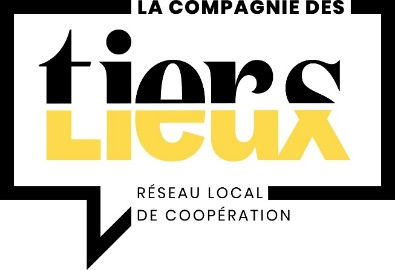 LA COMPAGNIE DES
tiers
Lieux
RÉSEAU LOCAL
DE COOPÉRATION